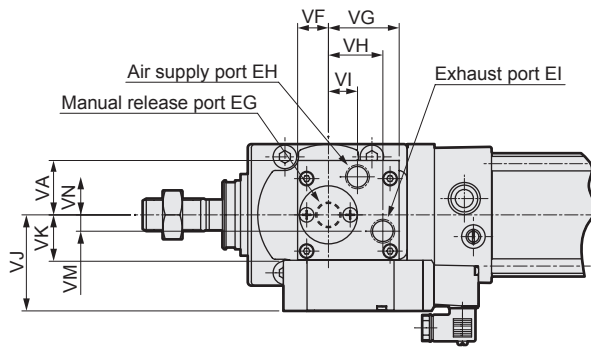 VF
VG
VH
Air supply port EH
VI
Exhaust port EI
Manual release port EG
VA
VN
VK
VJ
VM